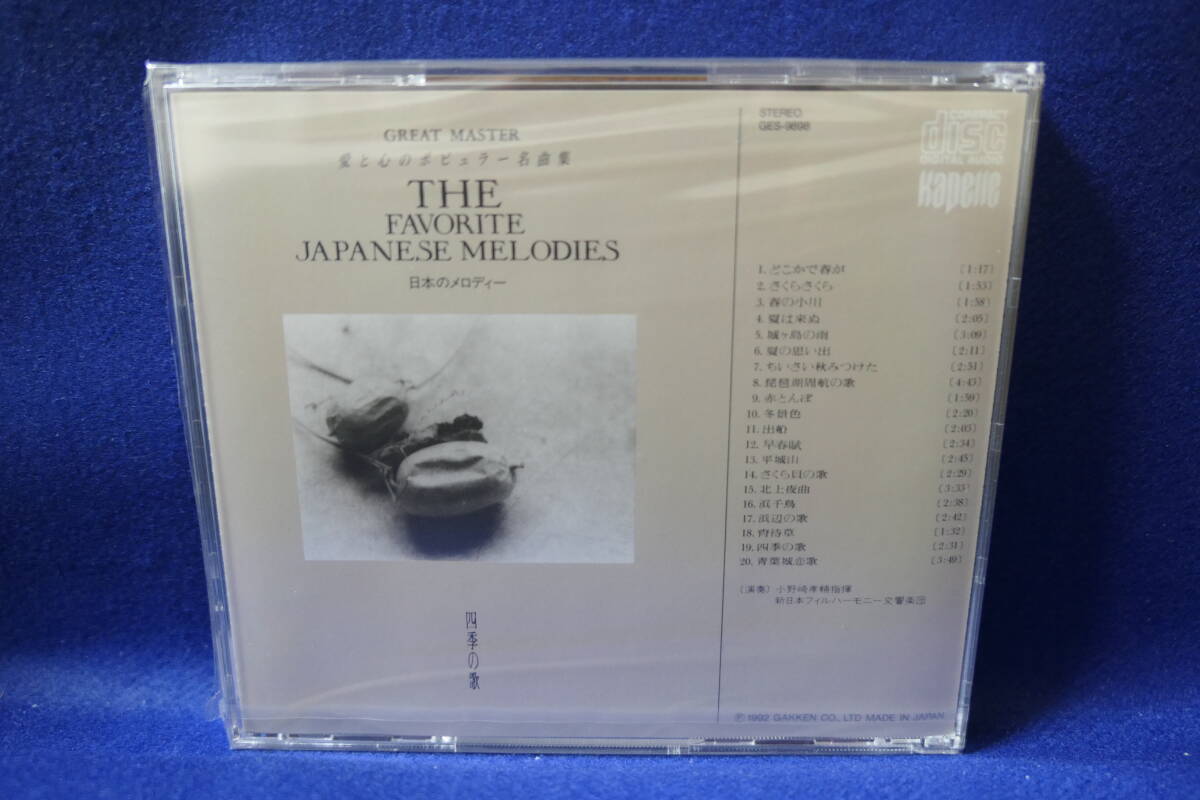 GREAT MASTER
愛と心のポピュラー名曲集
THE
FAVORITE
JAPANESE MELODIES
日本のメロディー
四季の歌
STEREO
GES-9696
COMPACT
disc
DIGITAL AUDIO
Kapelle
1. どこかで春が 〔1:17〕
2. さくらさくら 〔1:53〕
3. 春の小川 〔1:58〕
4. 夏は来ぬ 〔2:05〕
5. 城ヶ島の雨 〔3:09〕
6. 夏の思い出 〔2:11〕
7. ちいさい秋みつけた 〔2:51〕
8. 琵琶湖周航の歌 〔4:43〕
9. 赤とんぼ 〔1:59〕
10. 冬景色 〔2:20〕
11. 出船 〔2:05〕
12. 早春賦 〔2:34〕
13. 平城山 〔2:45〕
14. さくら貝の歌 〔2:29〕
15. 北上夜曲 〔3:33〕
16. 浜千鳥 〔2:38〕
17. 浜辺の歌 〔2:42〕
18. 宵待草 〔1:32〕
19. 四季の歌 〔2:31〕
20. 青葉城恋歌 〔3:49〕
〔演奏〕小野崎孝輔指揮
新日本フィルハーモニー交響楽団
Ⓟ 1992 GAKKEN CO., LTD MADE IN JAPAN